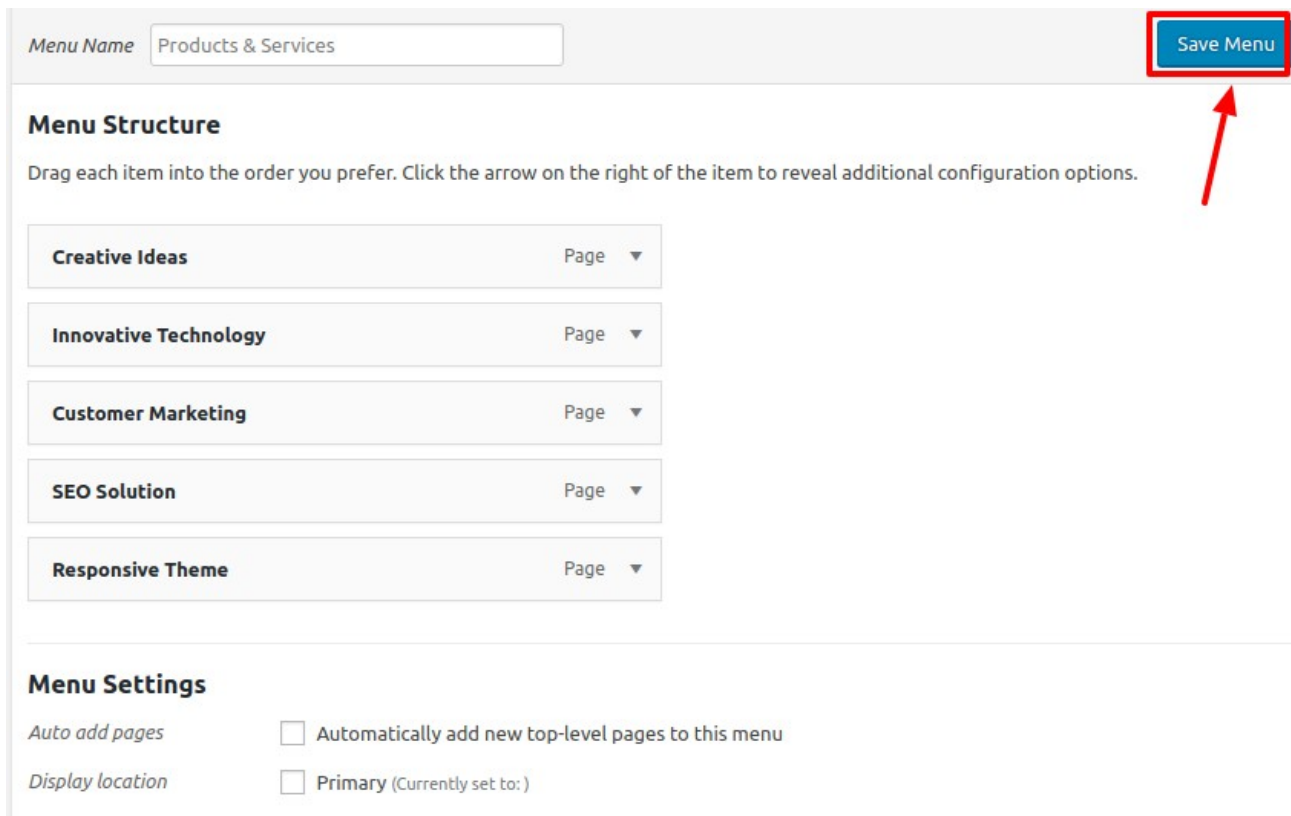 Menu Name Products & Services Save Menu
Menu Structure
Drag each item into the order you prefer. Click the arrow on the right of the item to reveal additional configuration options.
Creative Ideas Page
Innovative Technology Page
Customer Marketing Page
SEO Solution Page
Responsive Theme Page
Menu Settings
Auto add pages Automatically add new top-level pages to this menu
Display location Primary (Currently set to: )